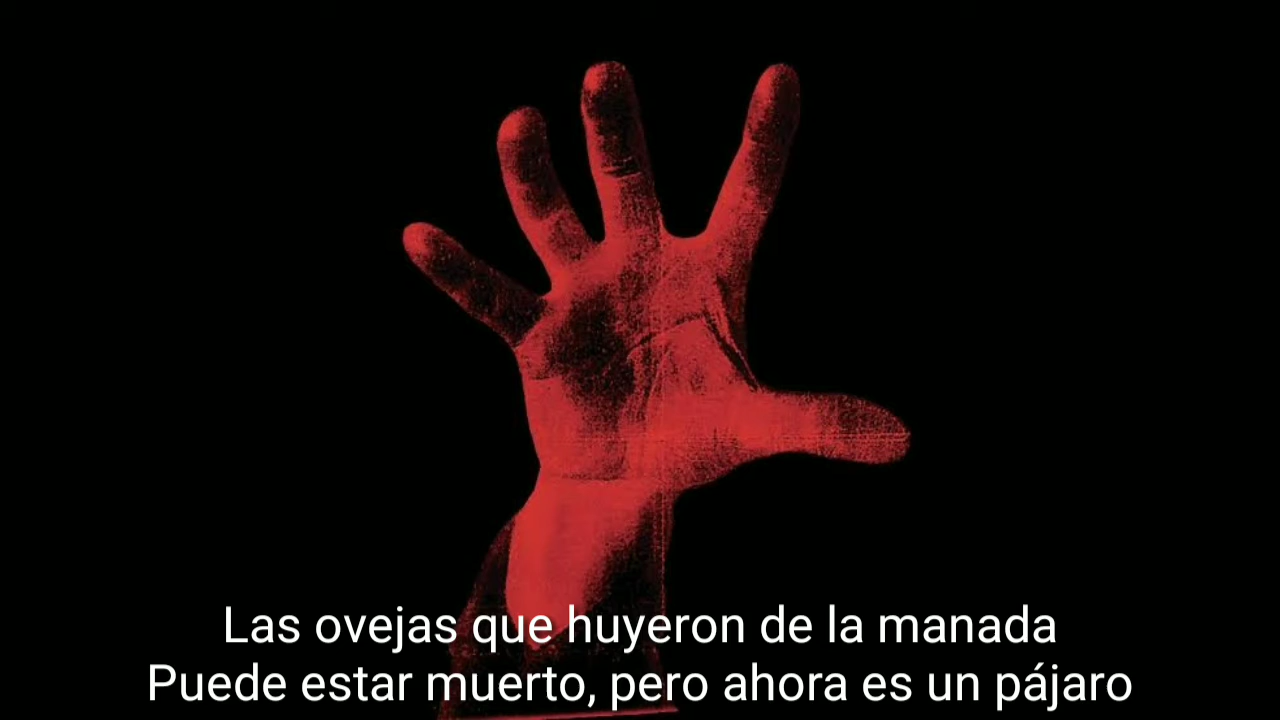 Las ovejas que huyeron de la manada
Puede estar muerto, pero ahora es un pájaro